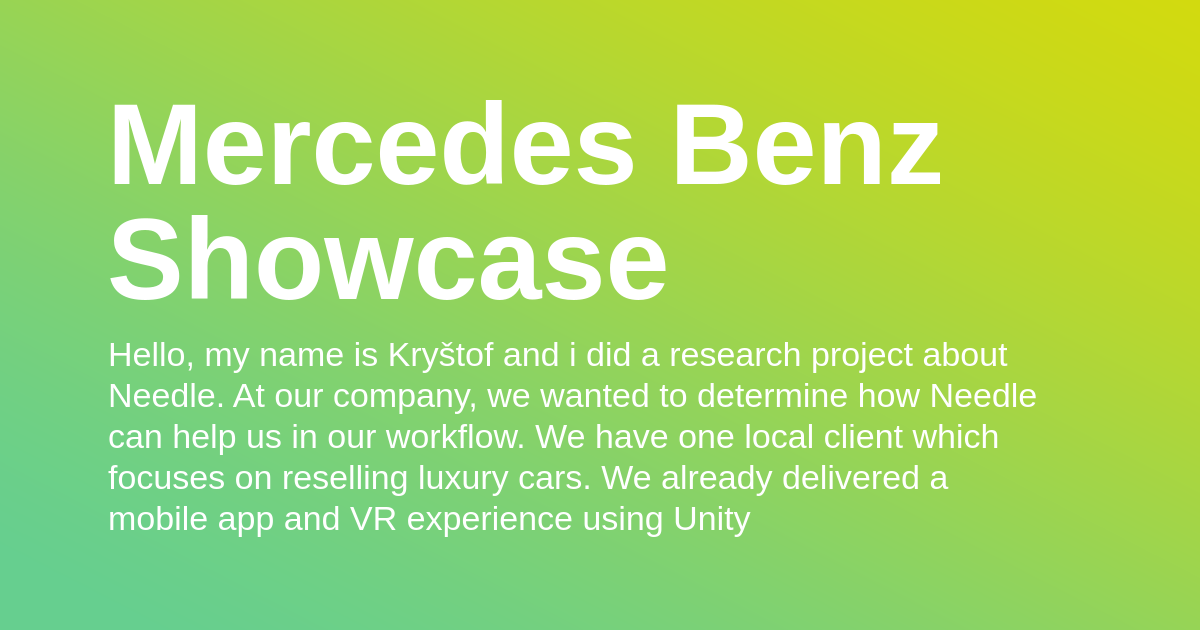 Mercedes Benz
Showcase
Hello, my name is Kryštof and i did a research project about
Needle. At our company, we wanted to determine how Needle
can help us in our workflow. We have one local client which
focuses on reselling luxury cars. We already delivered a
mobile app and VR experience using Unity